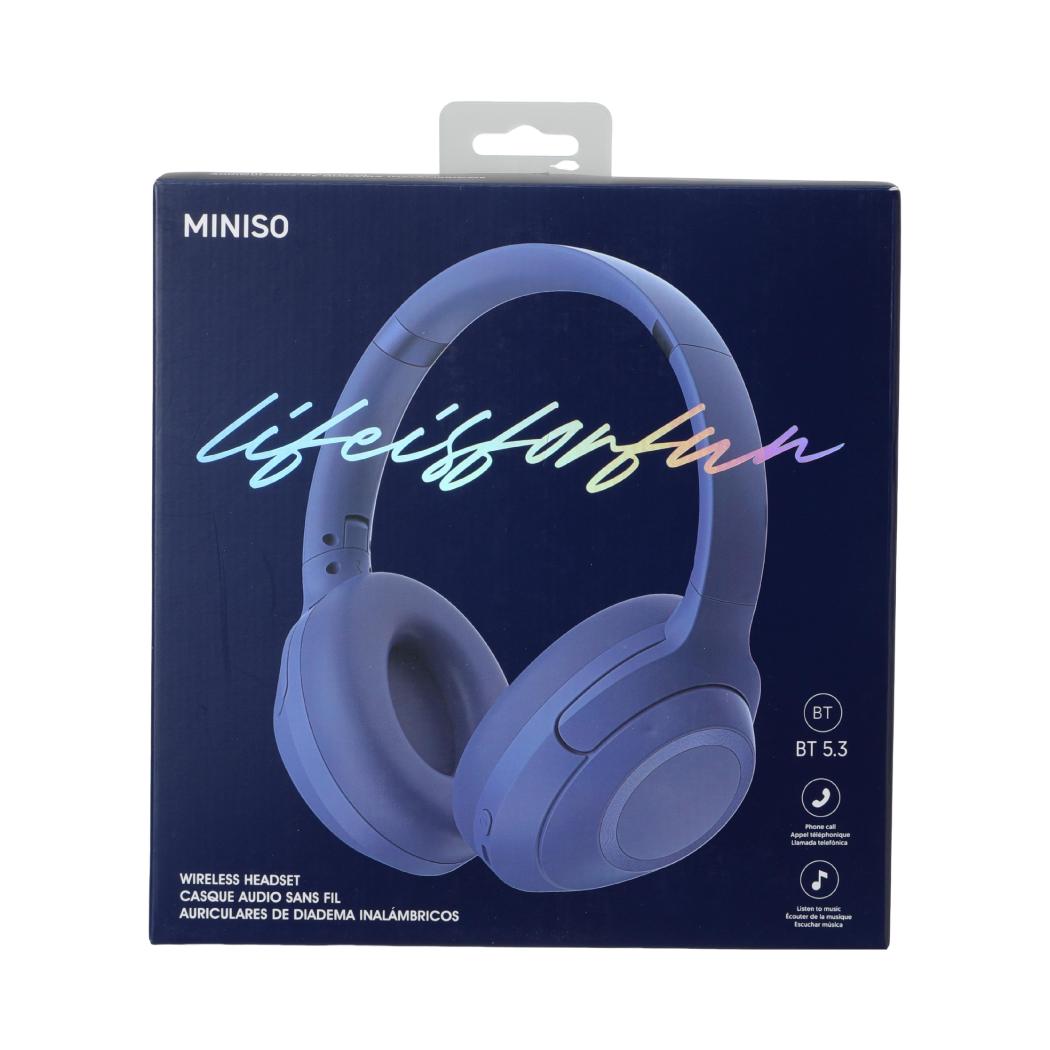 MINISO
lifeisforfun
BT
BT 5.3
Phone call
Appel téléphonique
Llamada telefónica
Listen to music
Écouter de la musique
Escuchar música
WIRELESS HEADSET
CASQUE AUDIO SANS FIL
AURICULARES DE DIADEMA INALÁMBRICOS